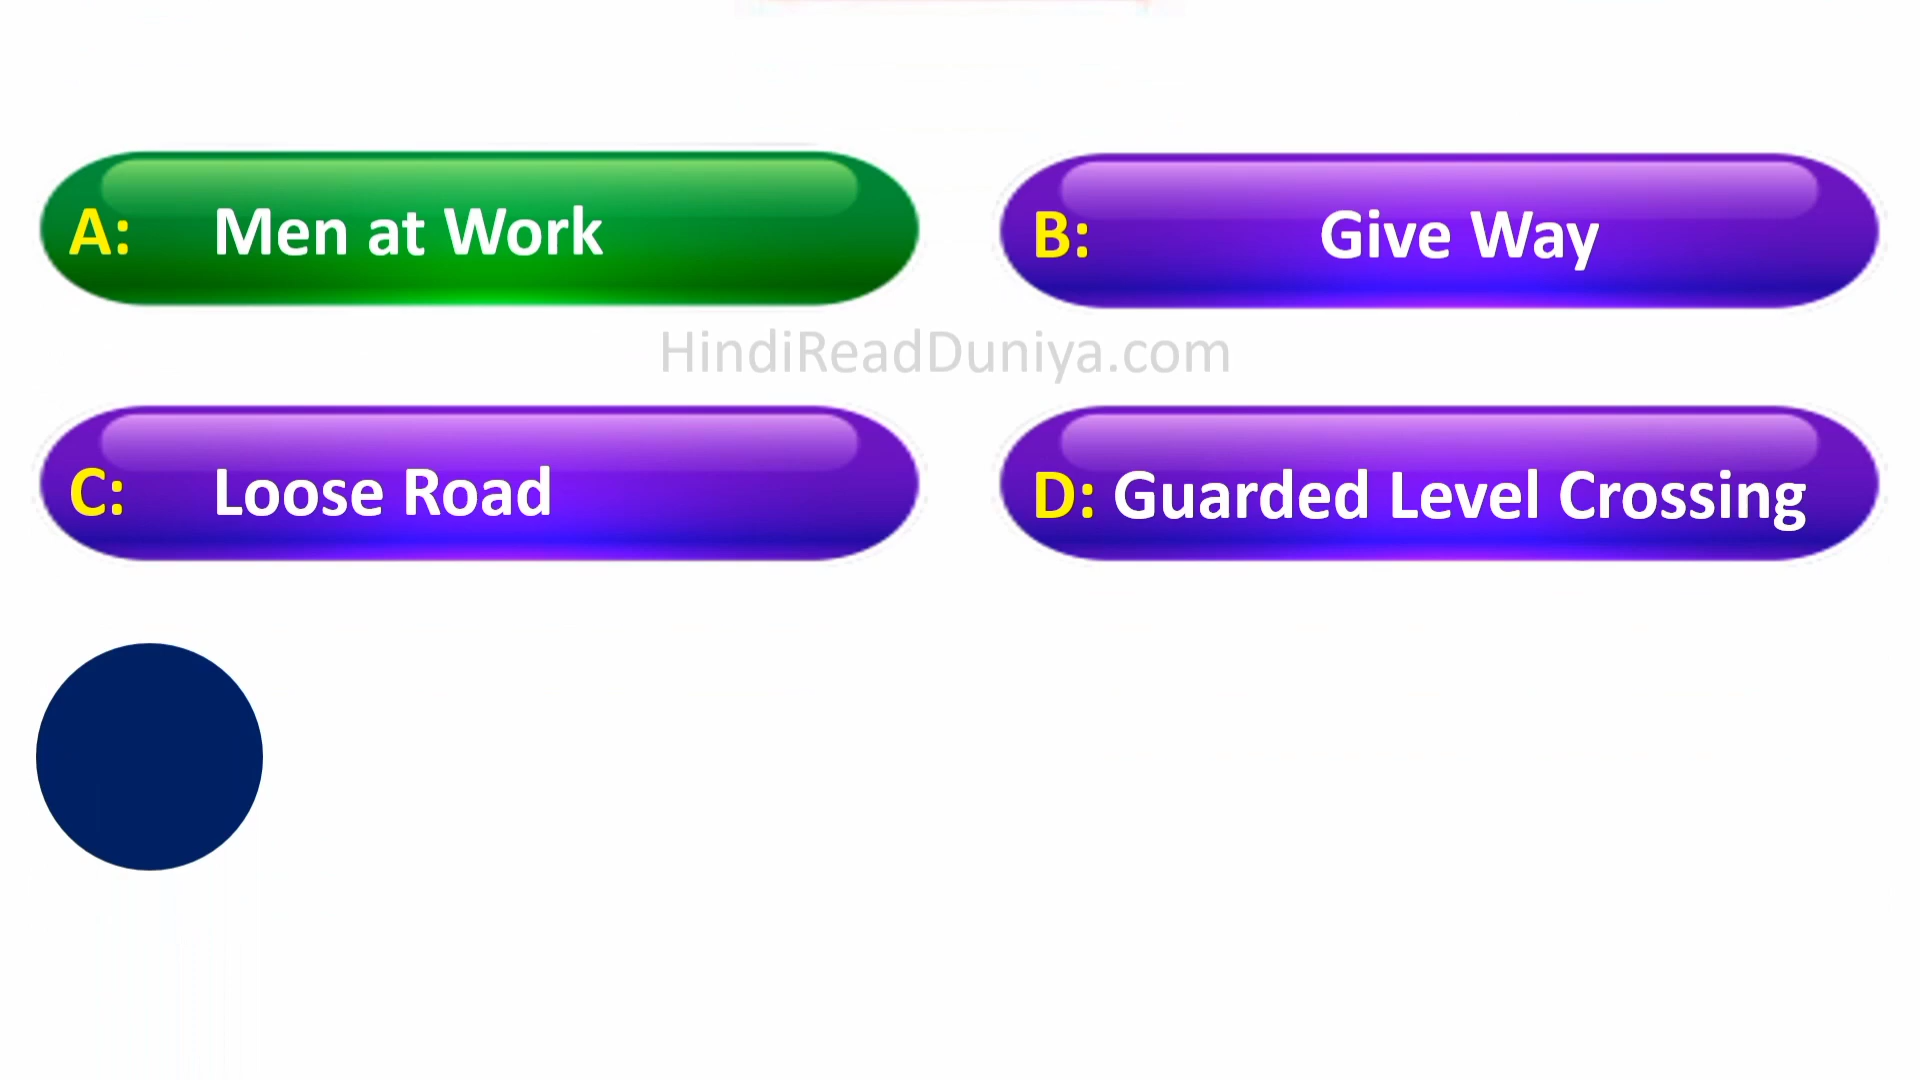 A: Men at Work
B: Give Way
HindiReadDuniya.com
C: Loose Road
D: Guarded Level Crossing